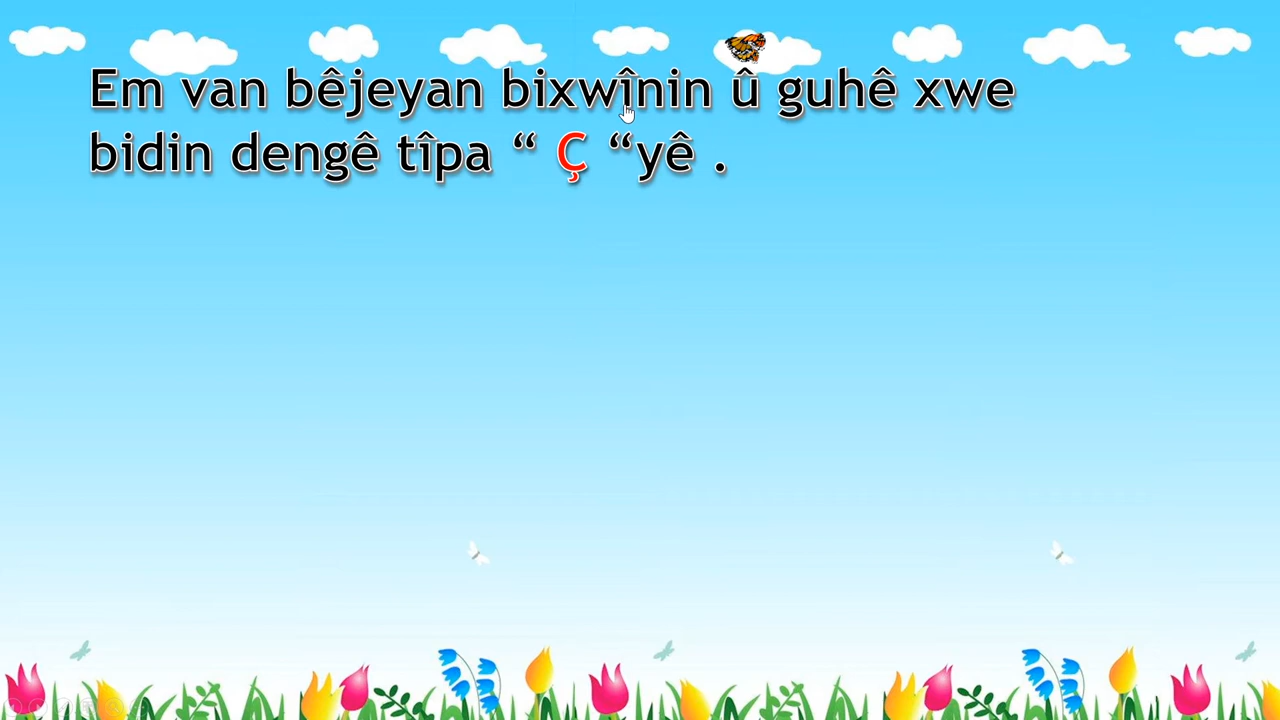 Em van bêjeyan bixwînin û guhê xwe
bidin dengê tîpa “ Ç “yê .